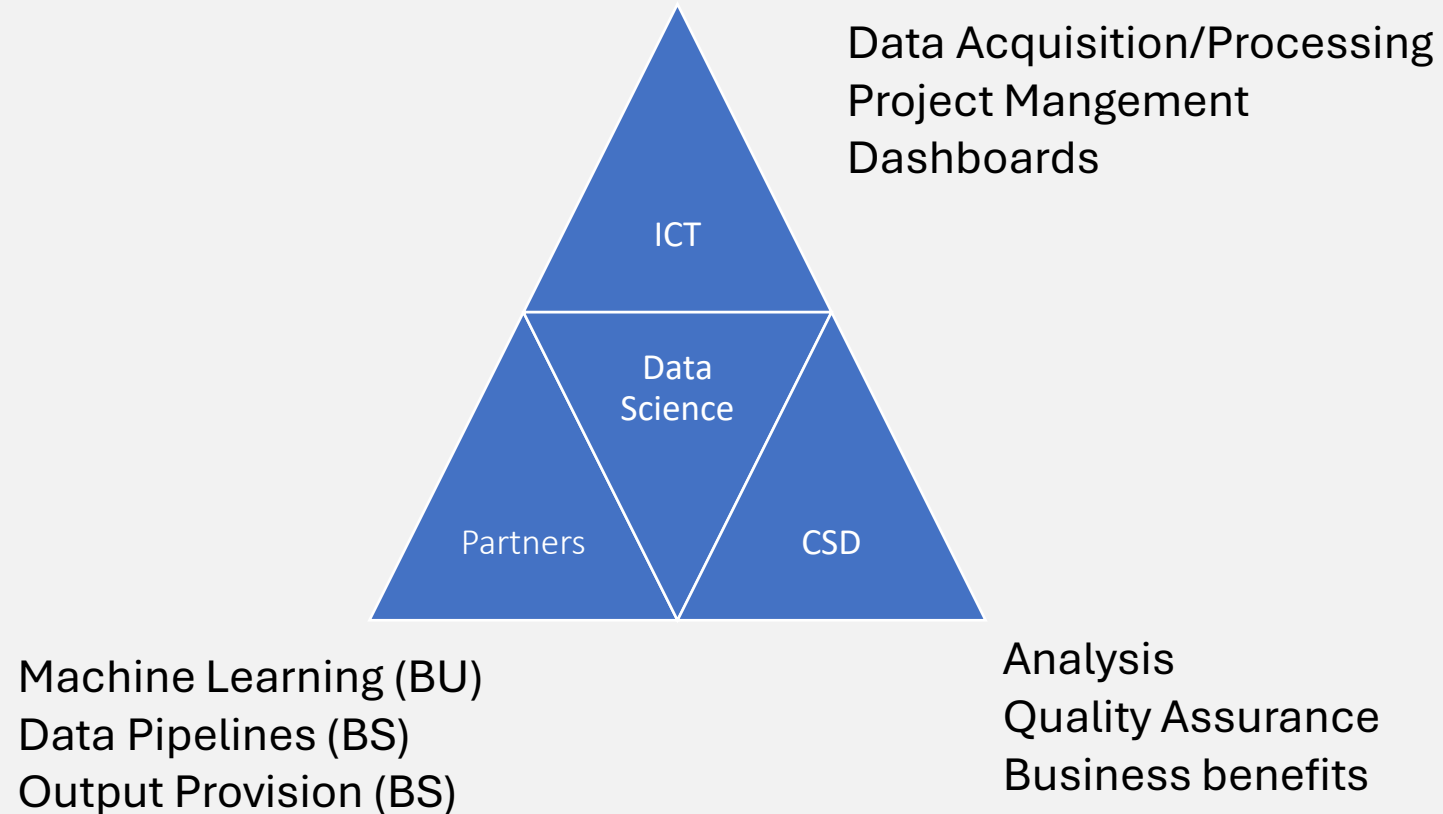 Data Acquisition/Processing
Project Mangement
Dashboards
ICT
Data
Science
Partners
CSD
Machine Learning (BU)
Data Pipelines (BS)
Output Provision (BS)
Analysis
Quality Assurance
Business benefits